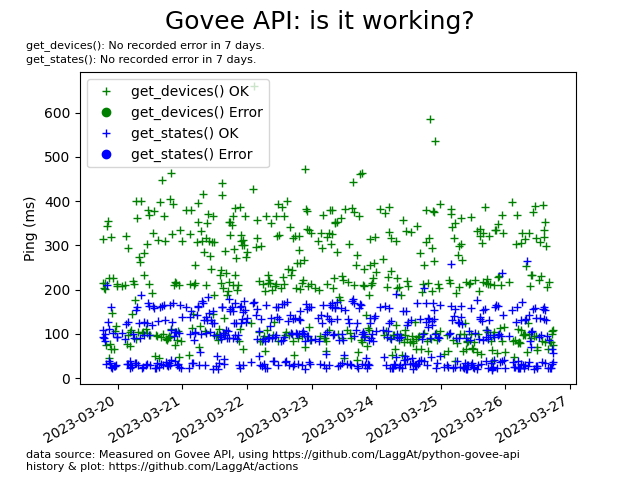 Govee API: is it working?
get_devices(): No recorded error in 7 days.
get_states(): No recorded error in 7 days.
get_devices() OK
get_devices() Error
get_states() OK
get_states() Error
Ping (ms)
600
500
400
300
200
100
0
2023-03-20
2023-03-21
2023-03-22
2023-03-23
2023-03-24
2023-03-25
2023-03-26
2023-03-27
data source: Measured on Govee API, using https://github.com/LaggAt/python-govee-api
history & plot: https://github.com/LaggAt/actions